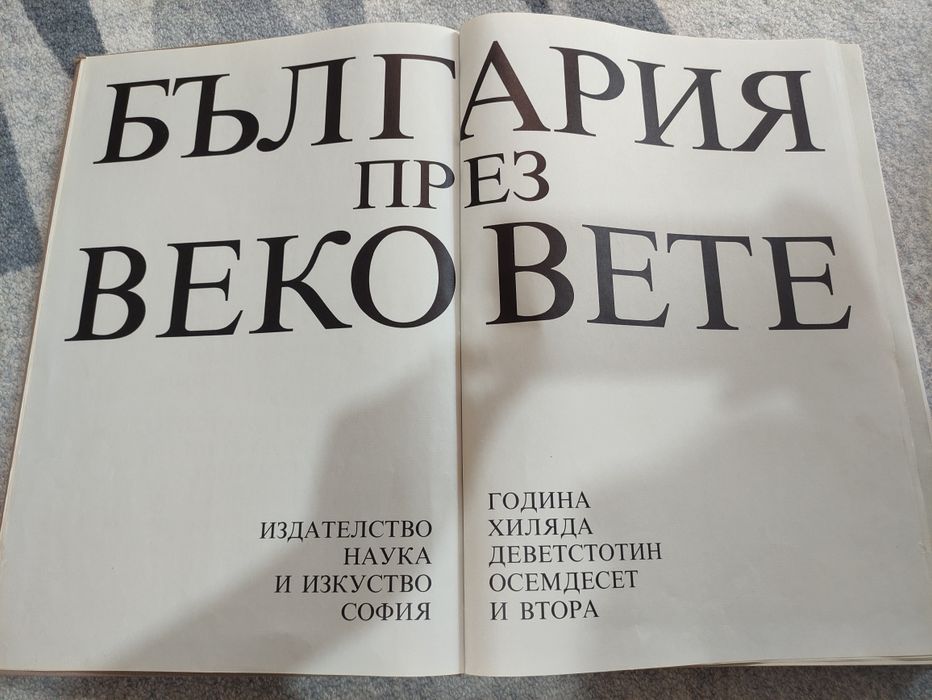 БЪЛГАРИЯ
ПРЕЗ
ВЕКОВЕТЕ
ИЗДАТЕЛСТВО
НАУКА
И ИЗКУСТВО
СОФИЯ
ГОДИНА
ХИЛЯДА
ДЕВЕТСТОТИН
ОСЕМДЕСЕТ
И ВТОРА